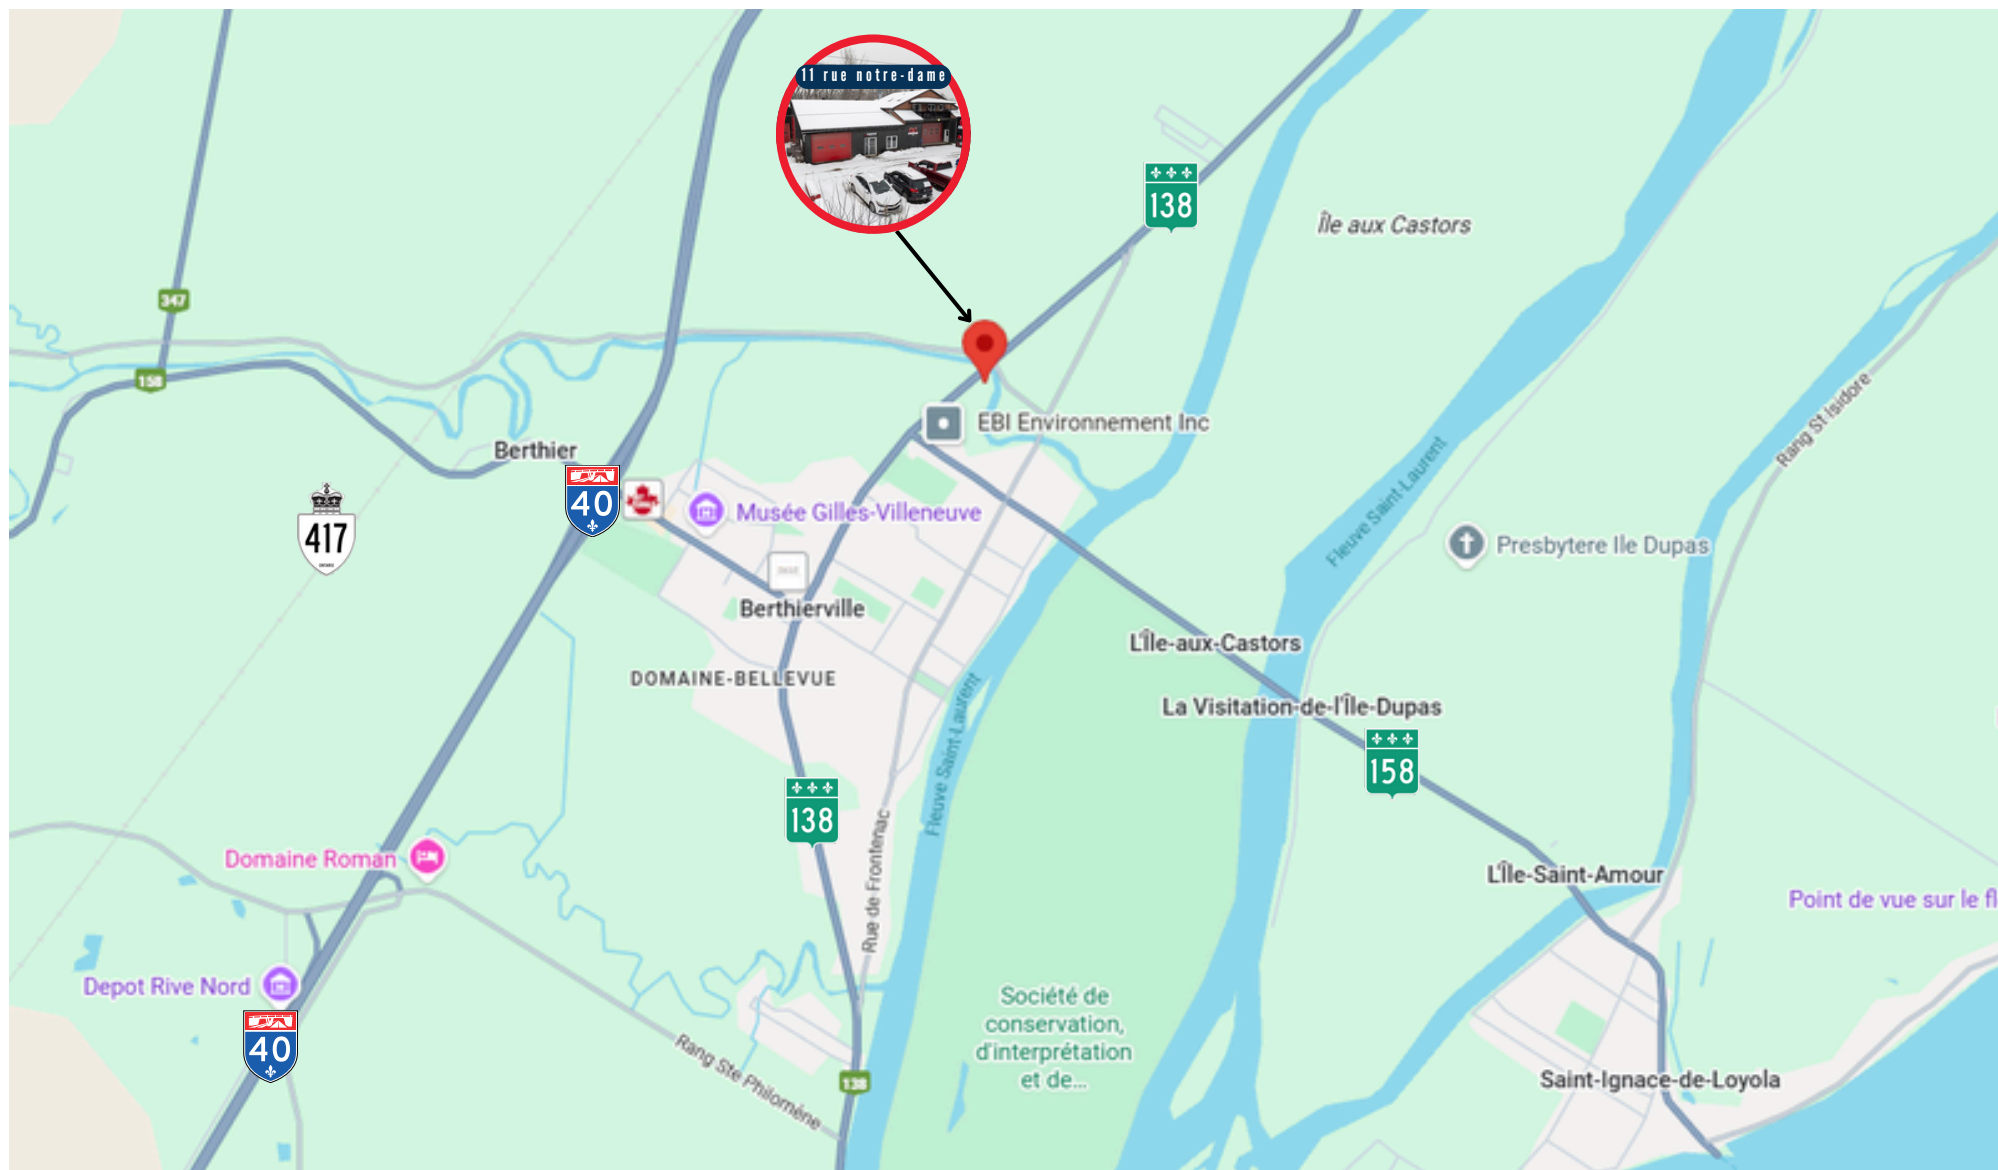 11 rue notre-dame
138
Île aux Castors
347
158
EBI Environnement Inc
Berthier
40
417
Musée Gilles-Villeneuve
Fleuve Saint-Laurent
Rang St Isidore
Presbytere Ile Dupas
Berthierville
L'Île-aux-Castors
DOMAINE-BELLEVUE
La Visitation-de-l'Île-Dupas
158
138
Fleuve Saint-Laurent
Rue de Frontenac
Domaine Roman
L'Île-Saint-Amour
Point de vue sur le fl
Depot Rive Nord
Société de
conservation,
d'interprétation
et de...
40
Rang Ste Philomène
138
Saint-Ignace-de-Loyola